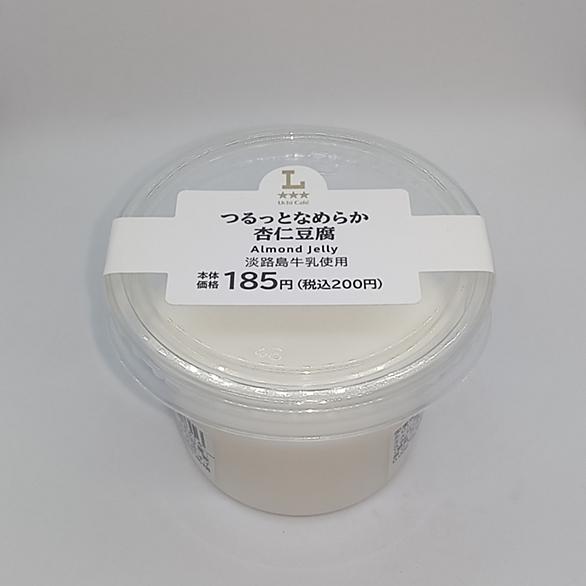 L
★★★
Uchi Café
つるっとなめらか
杏仁豆腐
Almond Jelly
淡路島牛乳使用
本体価格 185円(税込200円)